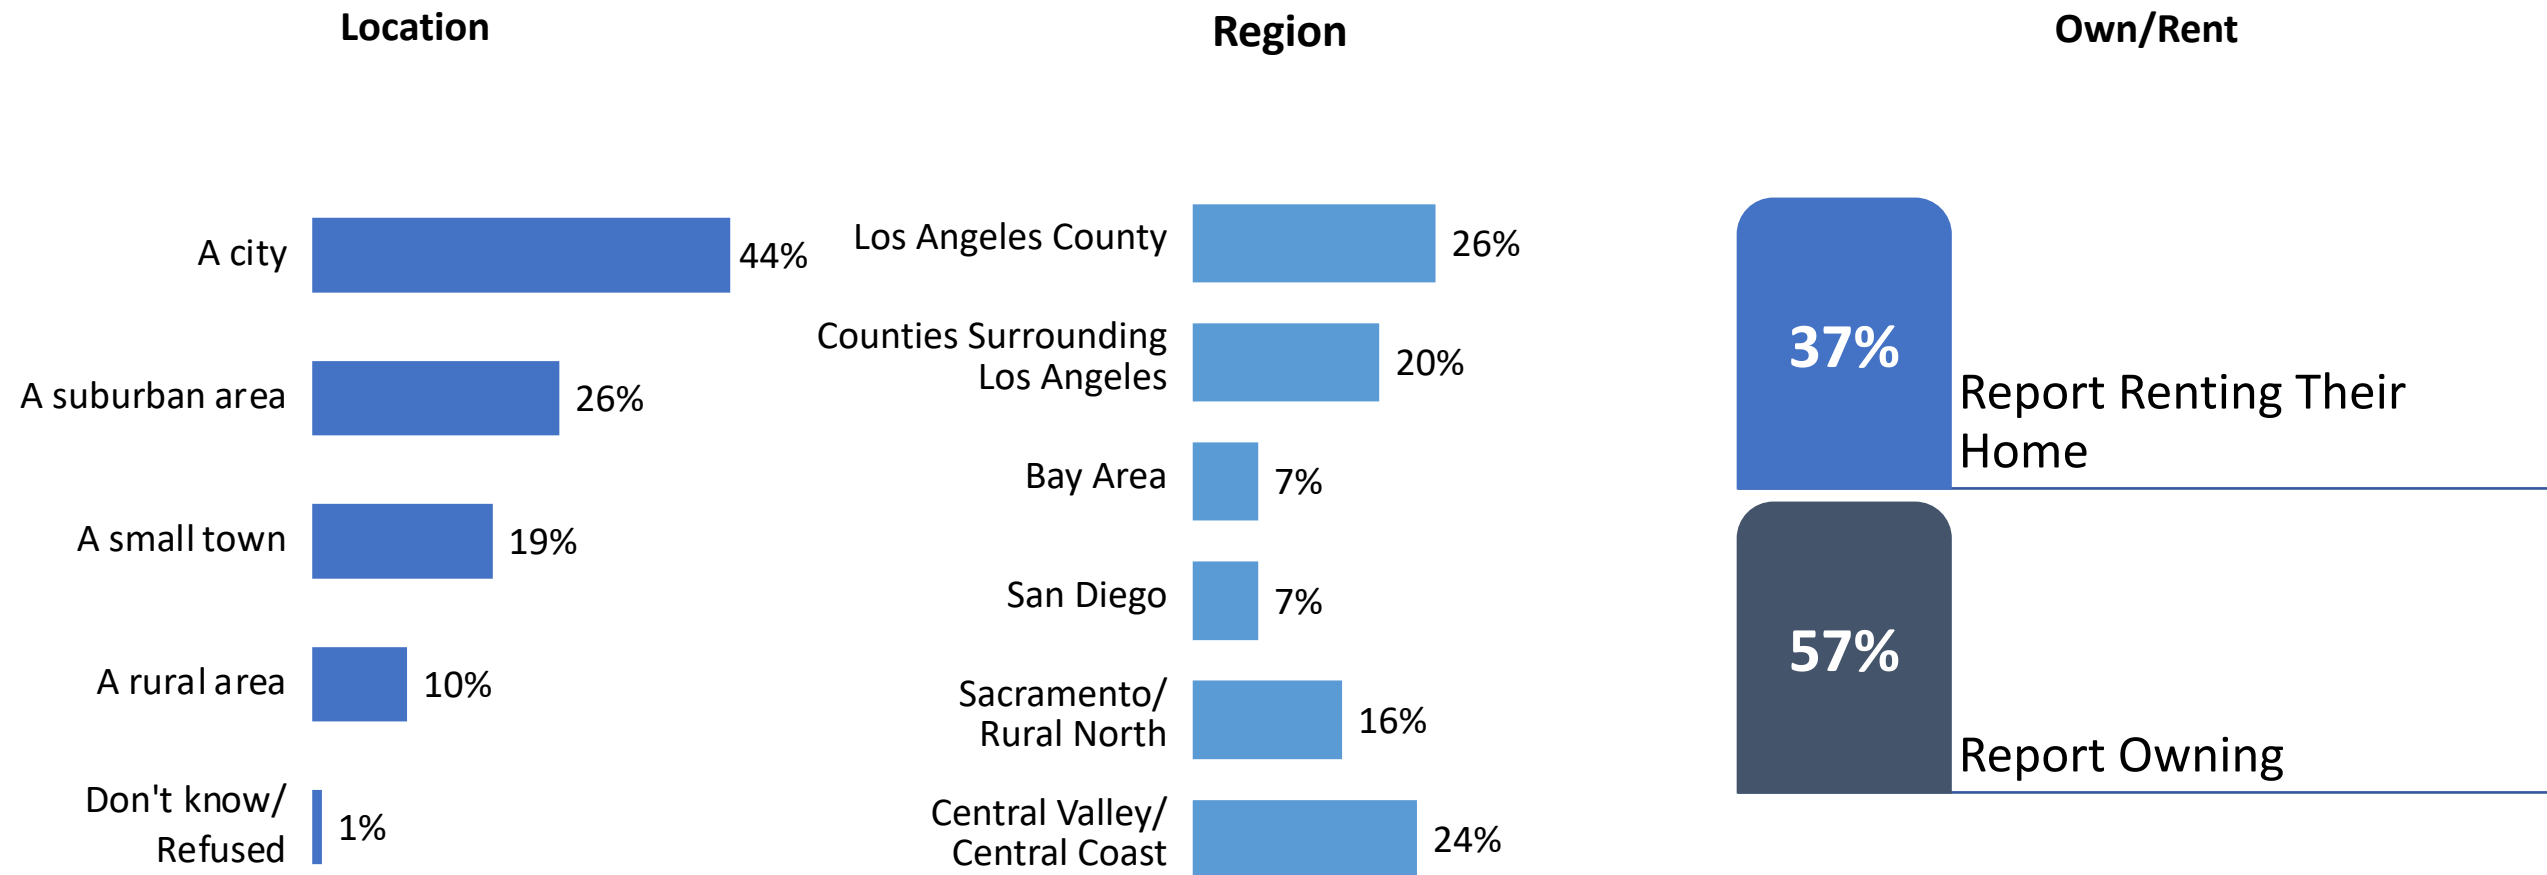 Location
A city
44%
A suburban area
26%
A small town
19%
A rural area
10%
Don't know/
Refused
1%
Region
Los Angeles County
26%
Counties Surrounding
Los Angeles
20%
Bay Area
7%
San Diego
7%
Sacramento/
Rural North
16%
Central Valley/
Central Coast
24%
Own/Rent
37%
Report Renting Their
Home
57%
Report Owning